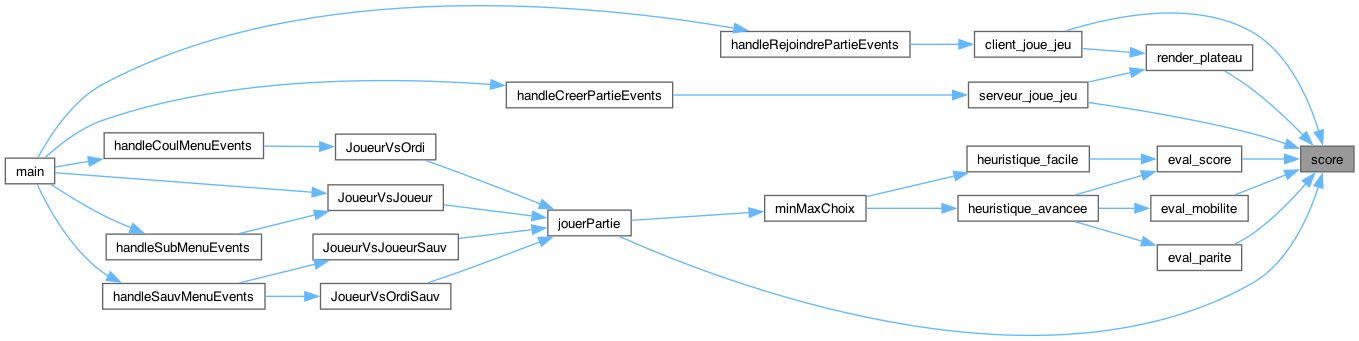 main
handleRejoindrePartieEvents
client_joue_jeu
render_plateau
handleCreerPartieEvents
serveur_joue_jeu
handleCoulMenuEvents
JoueurVsOrdi
heuristique_facile
eval_score
score
JoueurVsJoueur
minMaxChoix
heuristique_avancee
eval_mobilite
jouerPartie
handleSubMenuEvents
JoueurVsJoueurSauv
eval_parite
handleSauvMenuEvents
JoueurVsOrdiSauv